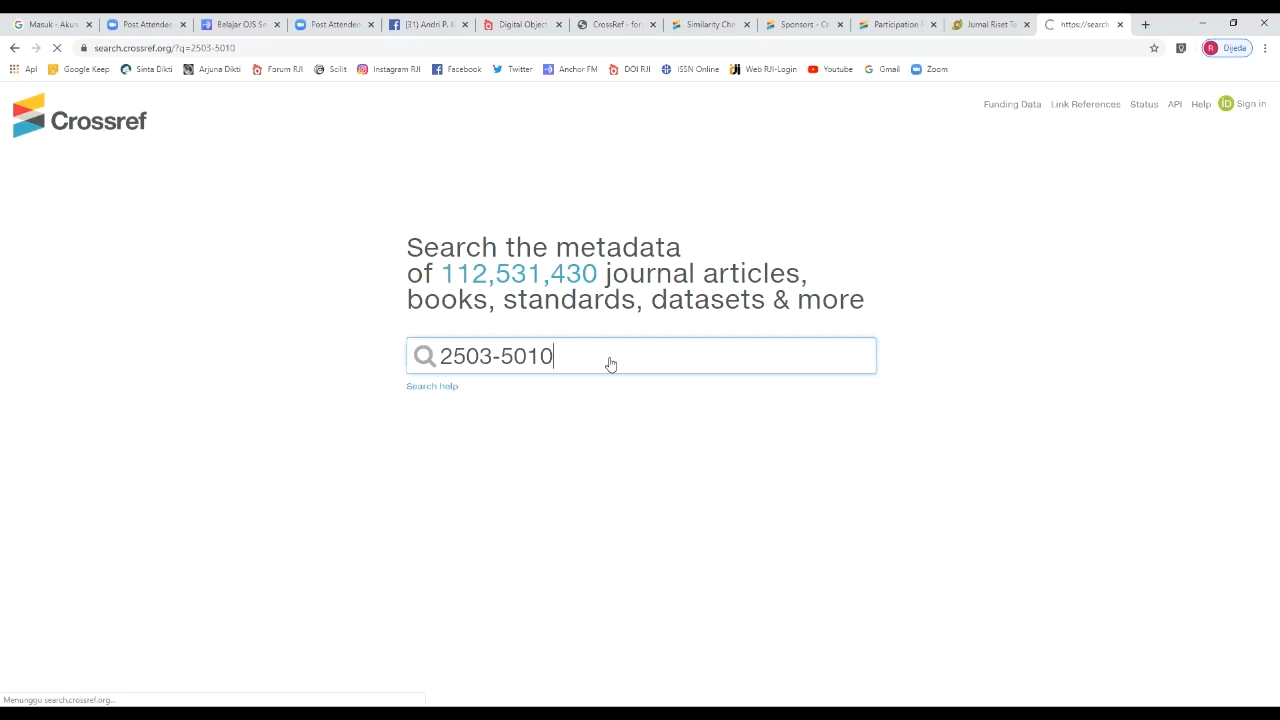 Masuk - Akun
Post Attendee
Belajar OJS Se
Post Attendee
(31) Andri P. K
Digital Object
CrossRef - for
Similarity Che
Sponsors - Cr
Participation F
Jurnal Riset Te
https://search
search.crossref.org/?q=2503-5010
Dijeda
Apl
Google Keep
Sinta Dikti
Arjuna Dikti
Forum RJI
Scilit
Instagram RJI
Facebook
Twitter
Anchor FM
DOI RJI
ISSN Online
Web RJI-Login
Youtube
Gmail
Zoom
Crossref
Funding Data
Link References
Status
API
Help
iD Sign in
Search the metadata
of 112,531,430 journal articles,
books, standards, datasets & more
2503-5010
Search help
Menunggu search.crossref.org...